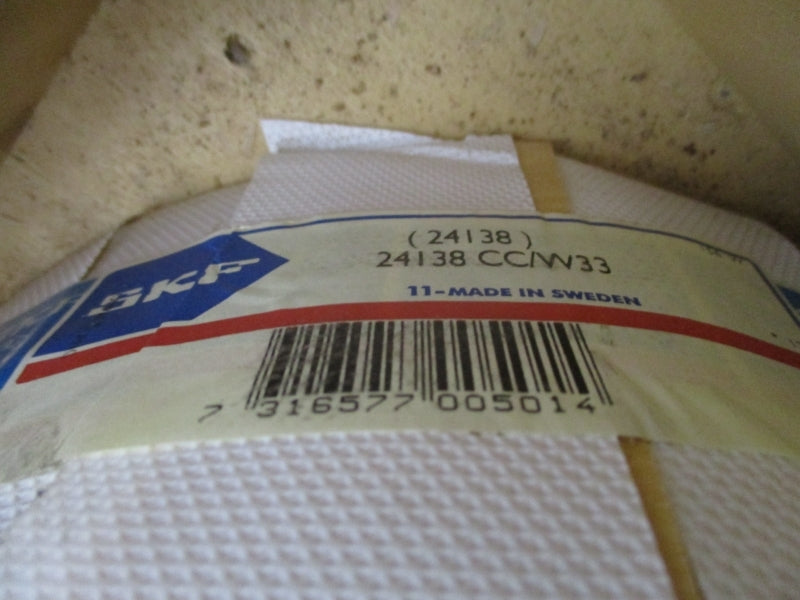 ( 24138 )
SKF
24138 CC/W33
11-MADE IN SWEDEN
7 316577 005014